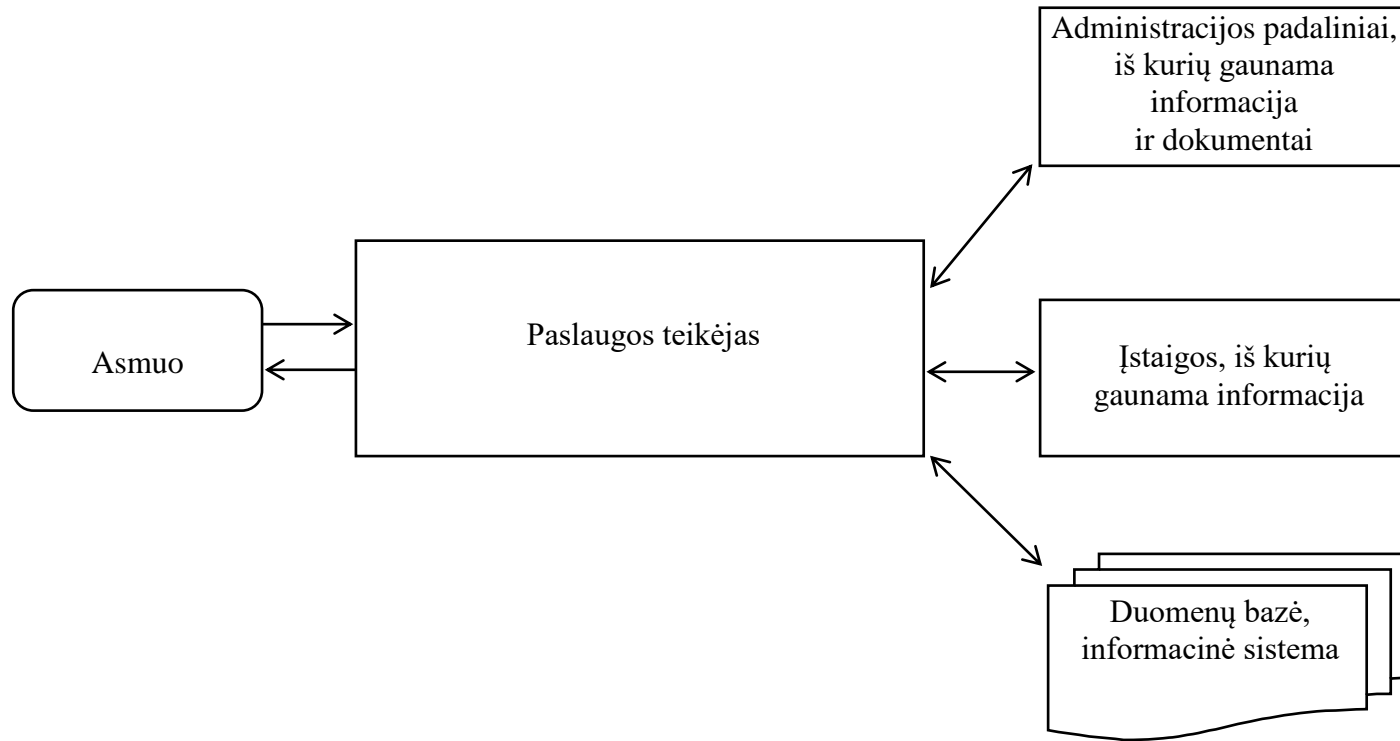 Administracijos padaliniai,
iš kurių gaunama
informacija
ir dokumentai
Asmuo
Paslaugos teikėjas
Įstaigos, iš kurių
gaunama informacija
Duomenų bazė,
informacinė sistema